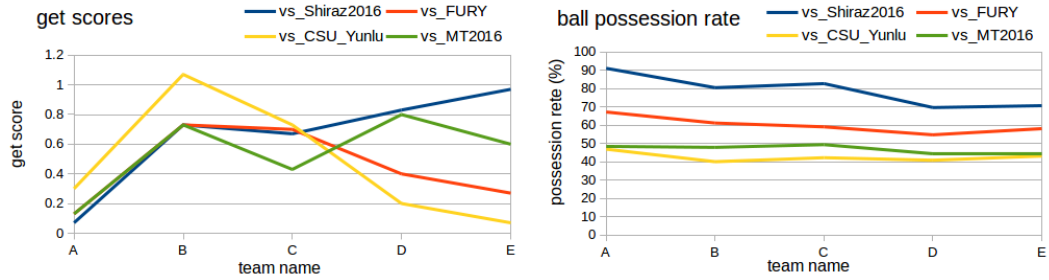 get scores
vs_Shiraz2016 vs_FURY
vs_CSU_Yunlu vs_MT2016
1.2
1
0.8
0.6
0.4
0.2
0
get score
A B C D E
team name
ball possession rate
vs_Shiraz2016 vs_FURY
vs_CSU_Yunlu vs_MT2016
100
90
80
70
60
50
40
30
20
10
0
possession rate (%)
A B C D E
team name